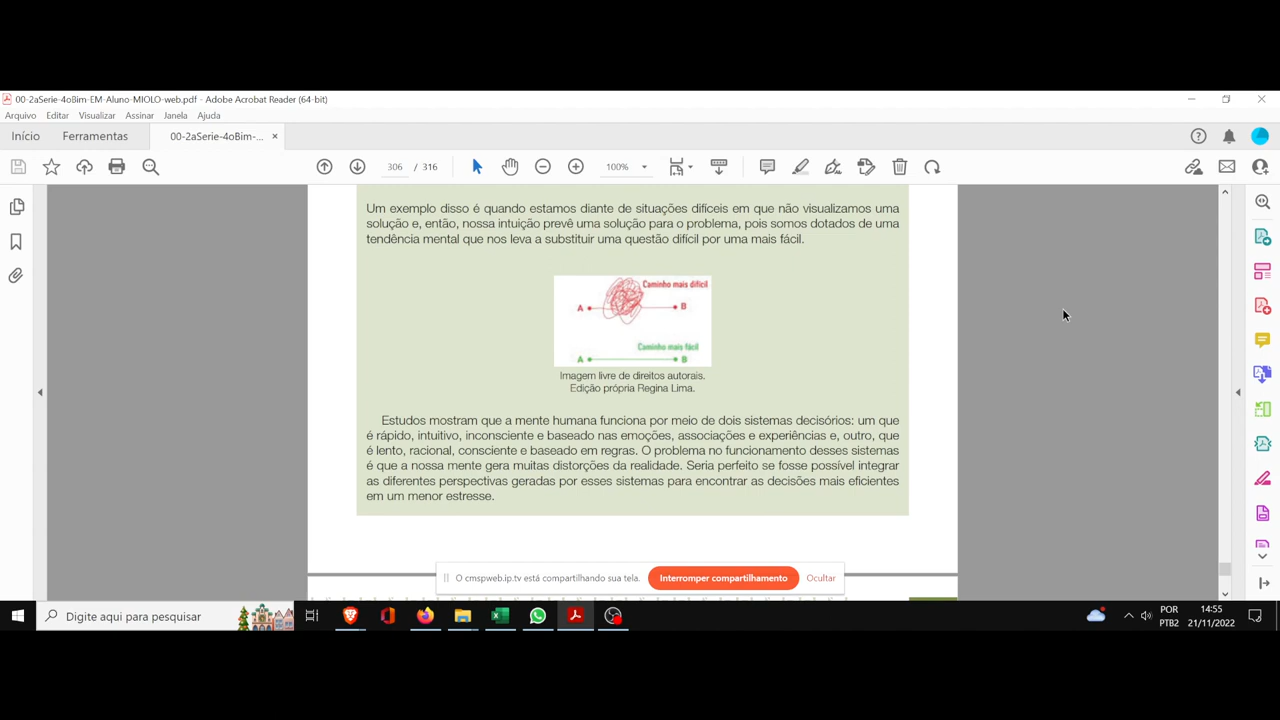 00-2aSerie-4oBim-EM-Aluno-MIOLO-web.pdf - Adobe Acrobat Reader (64-bit)
Arquivo Editar Visualizar Assinar Janela Ajuda
Início Ferramentas 00-2aSerie-4oBim-... ×
306 / 316 100%
Um exemplo disso é quando estamos diante de situações difíceis em que não visualizamos uma
solução e, então, nossa intuição prevê uma solução para o problema, pois somos dotados de uma
tendência mental que nos leva a substituir uma questão difícil por uma mais fácil.
Caminho mais difícil
A B
Caminho mais fácil
A B
Imagem livre de direitos autorais.
Edição própria Regina Lima.
Estudos mostram que a mente humana funciona por meio de dois sistemas decisórios: um que
é rápido, intuitivo, inconsciente e baseado nas emoções, associações e experiências e, outro, que
é lento, racional, consciente e baseado em regras. O problema no funcionamento desses sistemas
é que a nossa mente gera muitas distorções da realidade. Seria perfeito se fosse possível integrar
as diferentes perspectivas geradas por esses sistemas para encontrar as decisões mais eficientes
em um menor estresse.
O cmspweb.ip.tv está compartilhando sua tela. Interromper compartilhamento Ocultar
Digite aqui para pesquisar
POR 14:55
PTB2 21/11/2022